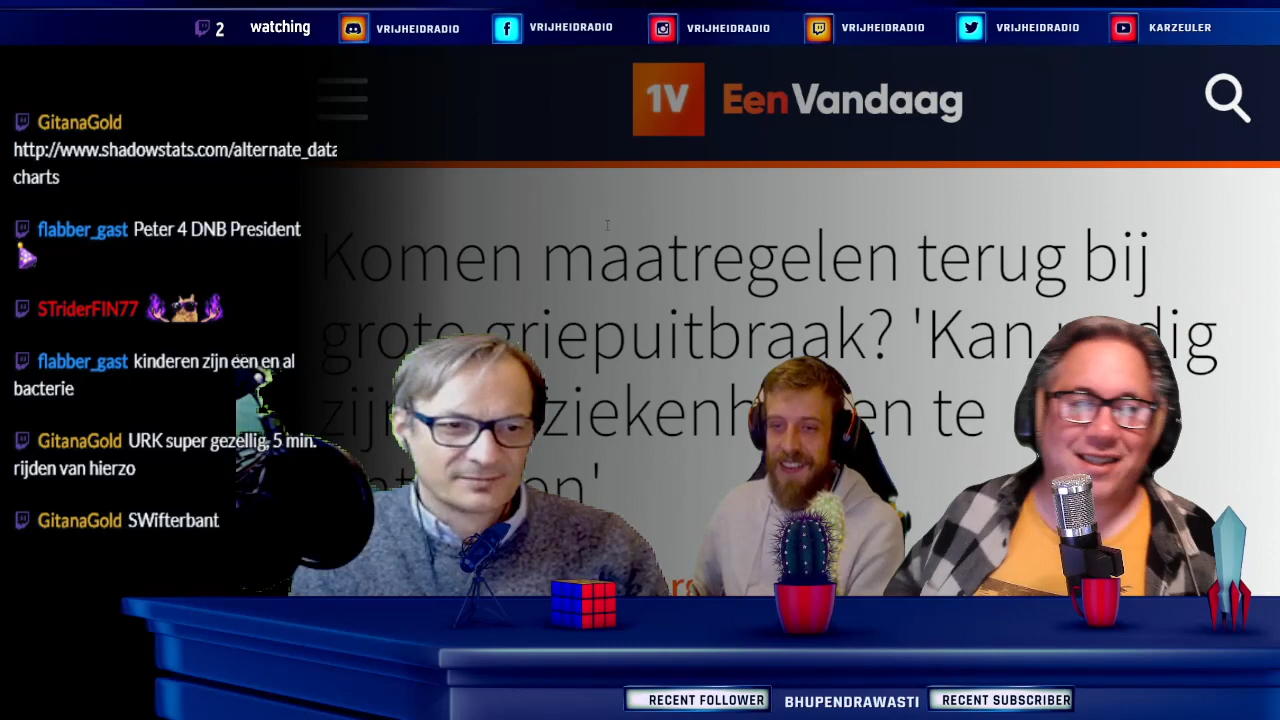 2 watching VRIJHEIDRADIO VRIJHEIDRADIO VRIJHEIDRADIO VRIJHEIDRADIO VRIJHEIDRADIO KARZEULER
1V EenVandaag
GitanaGold
http://www.shadowstats.com/alternate_data
charts
flabber_gast Peter 4 DNB President
STriderFIN77
flabber_gast kinderen zijn een en al
bacterie
GitanaGold URK super gezellig, 5 min.
rijden van hierzo
GitanaGold SWifterbant
Komen maatregelen terug bij
grote griepuitbraak? 'Kan
zijn te
RECENT FOLLOWER BHUPENDRAWASTI RECENT SUBSCRIBER